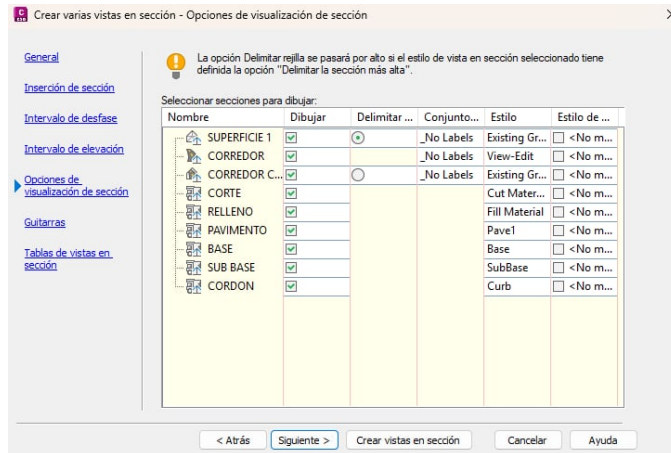 Crear varias vistas en sección - Opciones de visualización de sección
General
Inserción de sección
Intervalo de desfase
Intervalo de elevación
Opciones de
visualización de sección
Guitarras
Tablas de vistas en
sección
La opción Delimitar rejilla se pasará por alto si el estilo de vista en sección seleccionado tiene
definida la opción "Delimitar la sección más alta".
Seleccionar secciones para dibujar:
Nombre Dibujar Delimitar ... Conjunto... Estilo Estilo de ...
SUPERFICIE 1 _No Labels Existing Gr... <No m...
CORREDOR _No Labels View-Edit <No m...
CORREDOR C... _No Labels Existing Gr... <No m...
CORTE Cut Mater... <No m...
RELLENO Fill Material <No m...
PAVIMENTO Pave1 <No m...
BASE Base <No m...
SUB BASE SubBase <No m...
CORDON Curb <No m...
< Atrás Siguiente > Crear vistas en sección Cancelar Ayuda